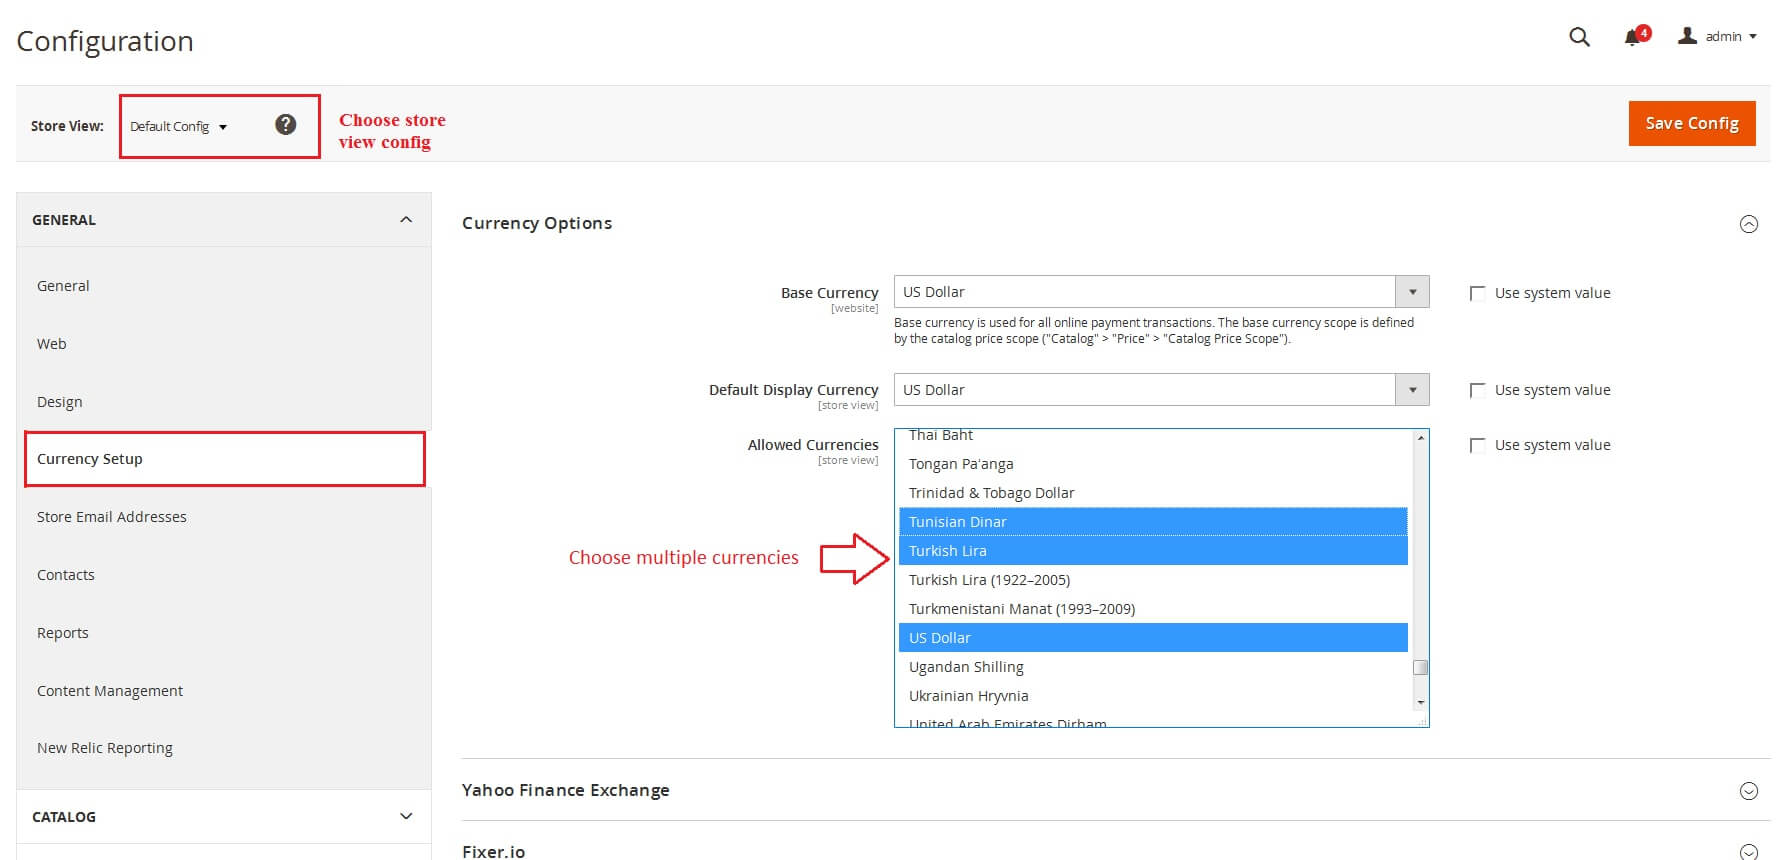 Configuration
4
admin
Store View:
Default Config
?
Choose store
view config
Save Config
GENERAL
General
Web
Design
Currency Setup
Store Email Addresses
Contacts
Reports
Content Management
New Relic Reporting
CATALOG
Currency Options
Base Currency
[website]
US Dollar
Use system value
Base currency is used for all online payment transactions. The base currency scope is defined
by the catalog price scope ("Catalog" > "Price" > "Catalog Price Scope").
Default Display Currency
[store view]
US Dollar
Use system value
Allowed Currencies
[store view]
Thai Baht
Tongan Paʻanga
Trinidad & Tobago Dollar
Tunisian Dinar
Turkish Lira
Turkish Lira (1922–2005)
Turkmenistani Manat (1993–2009)
US Dollar
Ugandan Shilling
Ukrainian Hryvnia
United Arab Emirates Dirham
Use system value
Choose multiple currencies
Yahoo Finance Exchange
Fixer.io